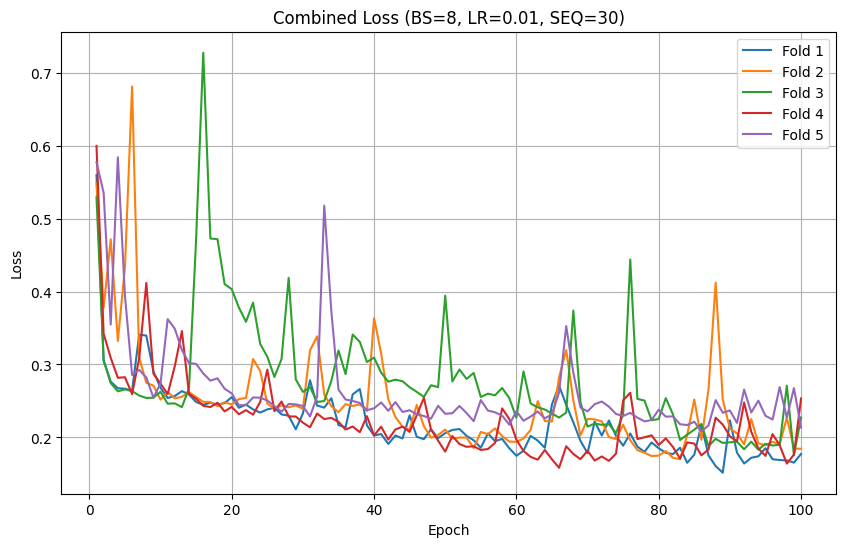 Combined Loss (BS=8, LR=0.01, SEQ=30)
Fold 1
Fold 2
Fold 3
Fold 4
Fold 5
0.7
0.6
0.5
0.4
0.3
0.2
Loss
0 20 40 60 80 100
Epoch